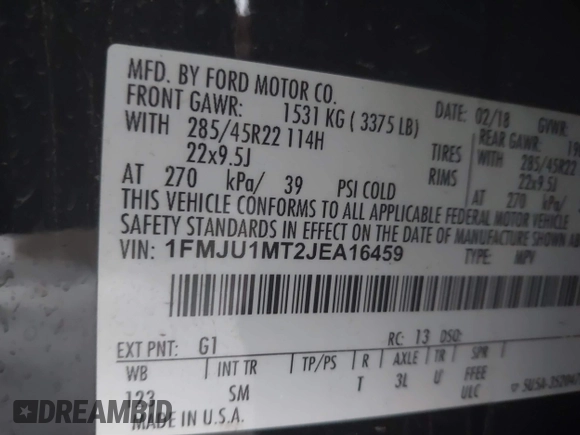 MFD. BY FORD MOTOR CO.
DATE: 02/18 GVWR:
FRONT GAWR: 1531 KG ( 3375 LB)
REAR GAWR:
WITH 285/45R22 114H TIRES WITH 285/45R22
22x9.5J RIMS 22x9.5J
AT 270 kPa/ 39 PSI COLD AT 270 kPa/
THIS VEHICLE CONFORMS TO ALL APPLICABLE FEDERAL MOTOR VEHICLE
SAFETY STANDARDS IN EFFECT ON THE DATE OF MANUFACTURE SHOWN
VIN: 1FMJU1MT2JEA16459
TYPE: MPV
EXT PNT: G1 RC: 13 DSO:
WB INT TR TP/PS R AXLE TR SPR
123 SM T 3L U FFEE
ULC
MADE IN U.S.A.
DREAMBID